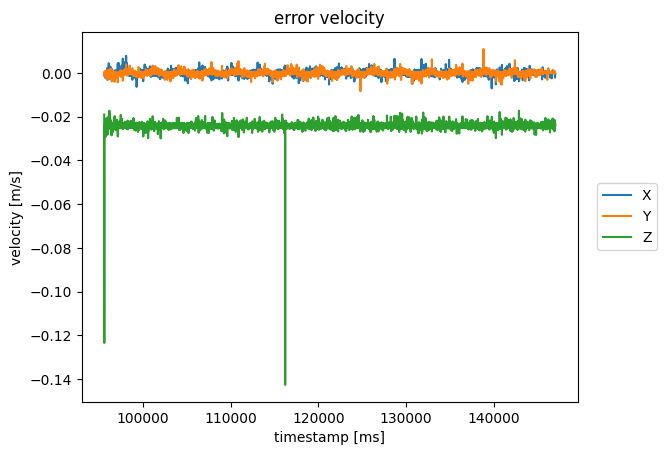 error velocity
velocity [m/s]
0.00
−0.02
−0.04
−0.06
−0.08
−0.10
−0.12
−0.14
100000 110000 120000 130000 140000
timestamp [ms]
X
Y
Z